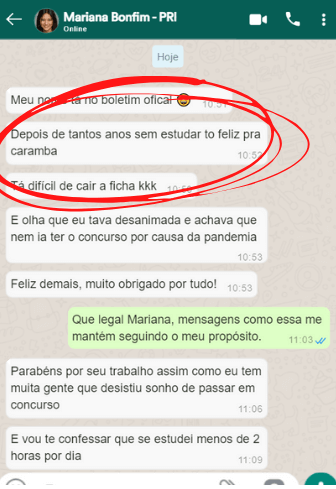 Mariana Bonfim - PRI
Online
Hoje
Meu nome tá no boletim oficial 10:51
Depois de tantos anos sem estudar to feliz pra
caramba
10:52
Tá difícil de cair a ficha kkk
E olha que eu tava desanimada e achava que
nem ia ter o concurso por causa da pandemia
10:53
Feliz demais, muito obrigado por tudo! 10:53
Que legal Mariana, mensagens como essa me
mantém seguindo o meu propósito.
11:03
Parabéns por seu trabalho assim como eu tem
muita gente que desistiu sonho de passar em
concurso
11:06
E vou te confessar que se estudei menos de 2
horas por dia
11:09